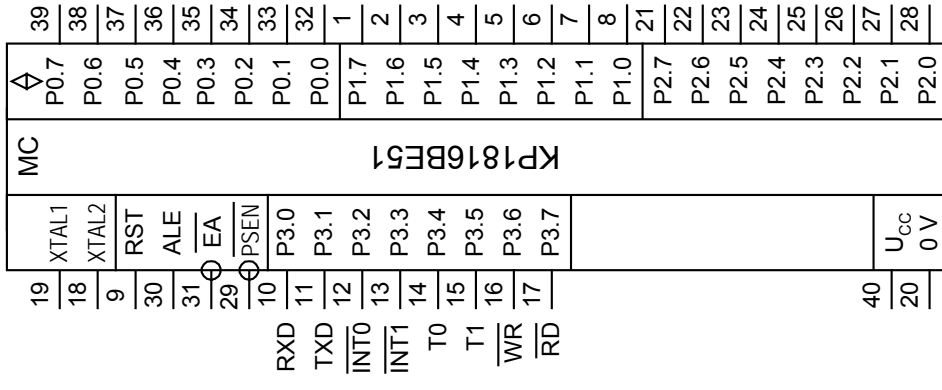 39 38 37 36 35 34 33 32 1 2 3 4 5 6 7 8 21 22 23 24 25 26 27 28
P0.7 P0.6 P0.5 P0.4 P0.3 P0.2 P0.1 P0.0 P1.7 P1.6 P1.5 P1.4 P1.3 P1.2 P1.1 P1.0 P2.7 P2.6 P2.5 P2.4 P2.3 P2.2 P2.1 P2.0
MC
KP1816BE51
XTAL1 XTAL2 RST ALE EA PSEN P3.0 P3.1 P3.2 P3.3 P3.4 P3.5 P3.6 P3.7 UCC 0 V
19 18 9 30 31 29 10 11 12 13 14 15 16 17 40 20
RXD TXD INT0 INT1 T0 T1 WR RD